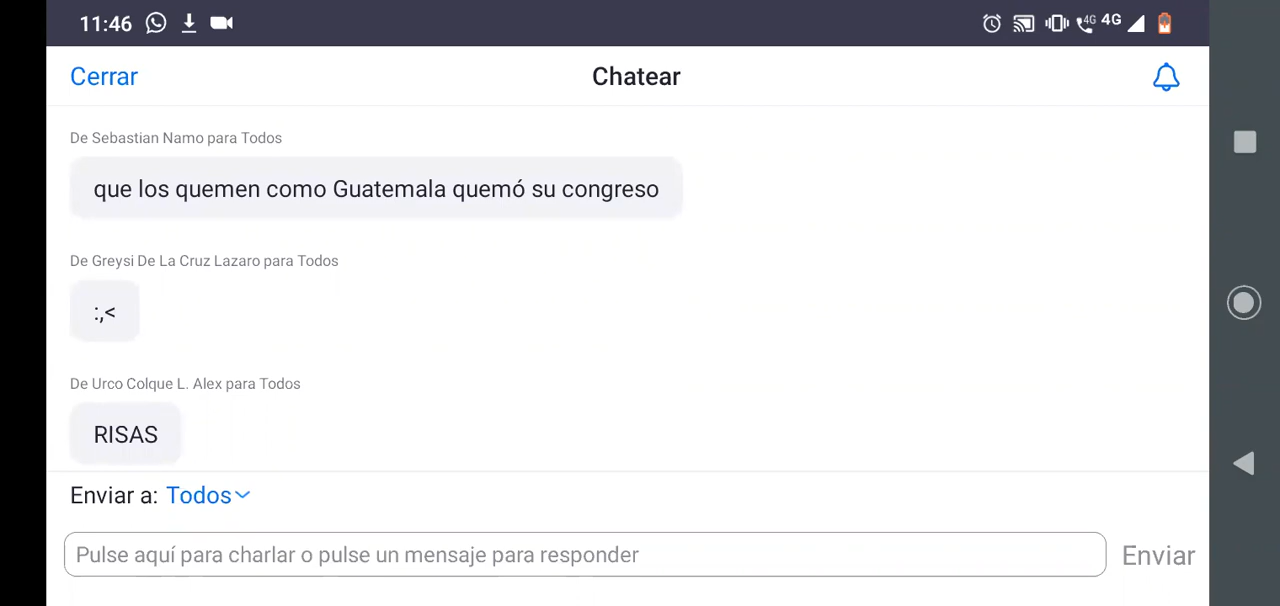 11:46
4G 4G
Cerrar
Chatear
De Sebastian Namo para Todos
que los quemen como Guatemala quemó su congreso
De Greysi De La Cruz Lazaro para Todos
:,<
De Urco Colque L. Alex para Todos
RISAS
Enviar a: Todos
Pulse aquí para charlar o pulse un mensaje para responder
Enviar